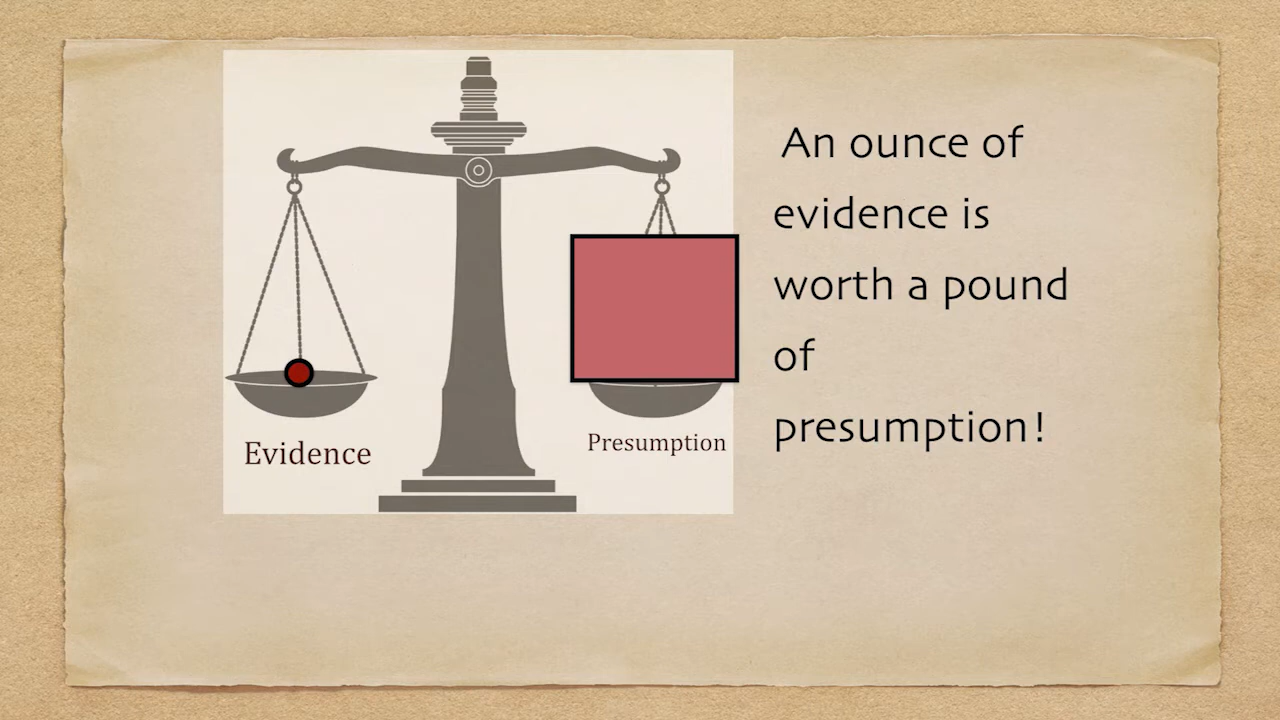 An ounce of
evidence is
worth a pound
of
presumption!
Evidence
Presumption